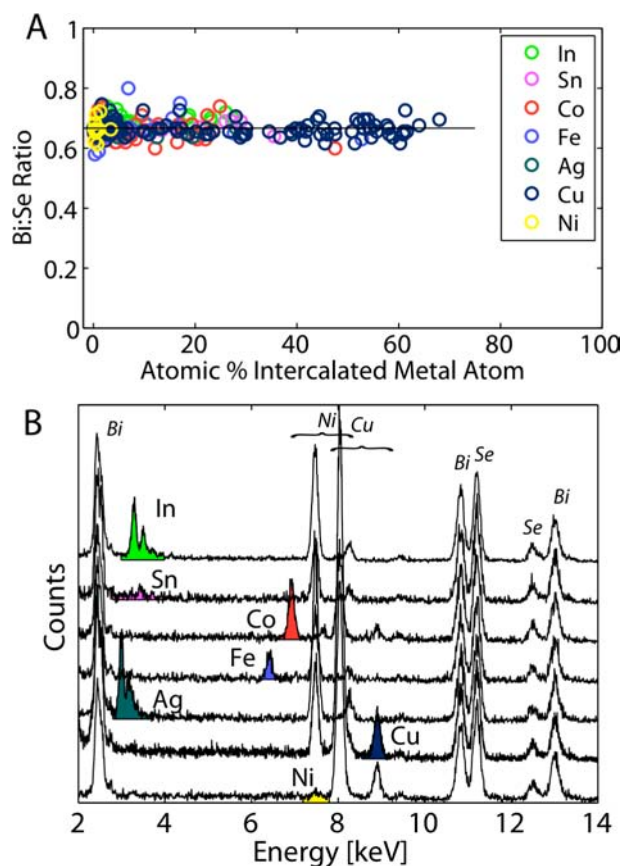 A
Bi:Se Ratio
1
0.8
0.6
0.4
0.2
0
0 20 40 60 80 100
Atomic % Intercalated Metal Atom
In
Sn
Co
Fe
Ag
Cu
Ni
B
Counts
Bi
Ni
Cu
Bi
Se
Se
Bi
In
Sn
Co
Fe
Ag
Cu
Ni
2 4 6 8 10 12 14
Energy [keV]